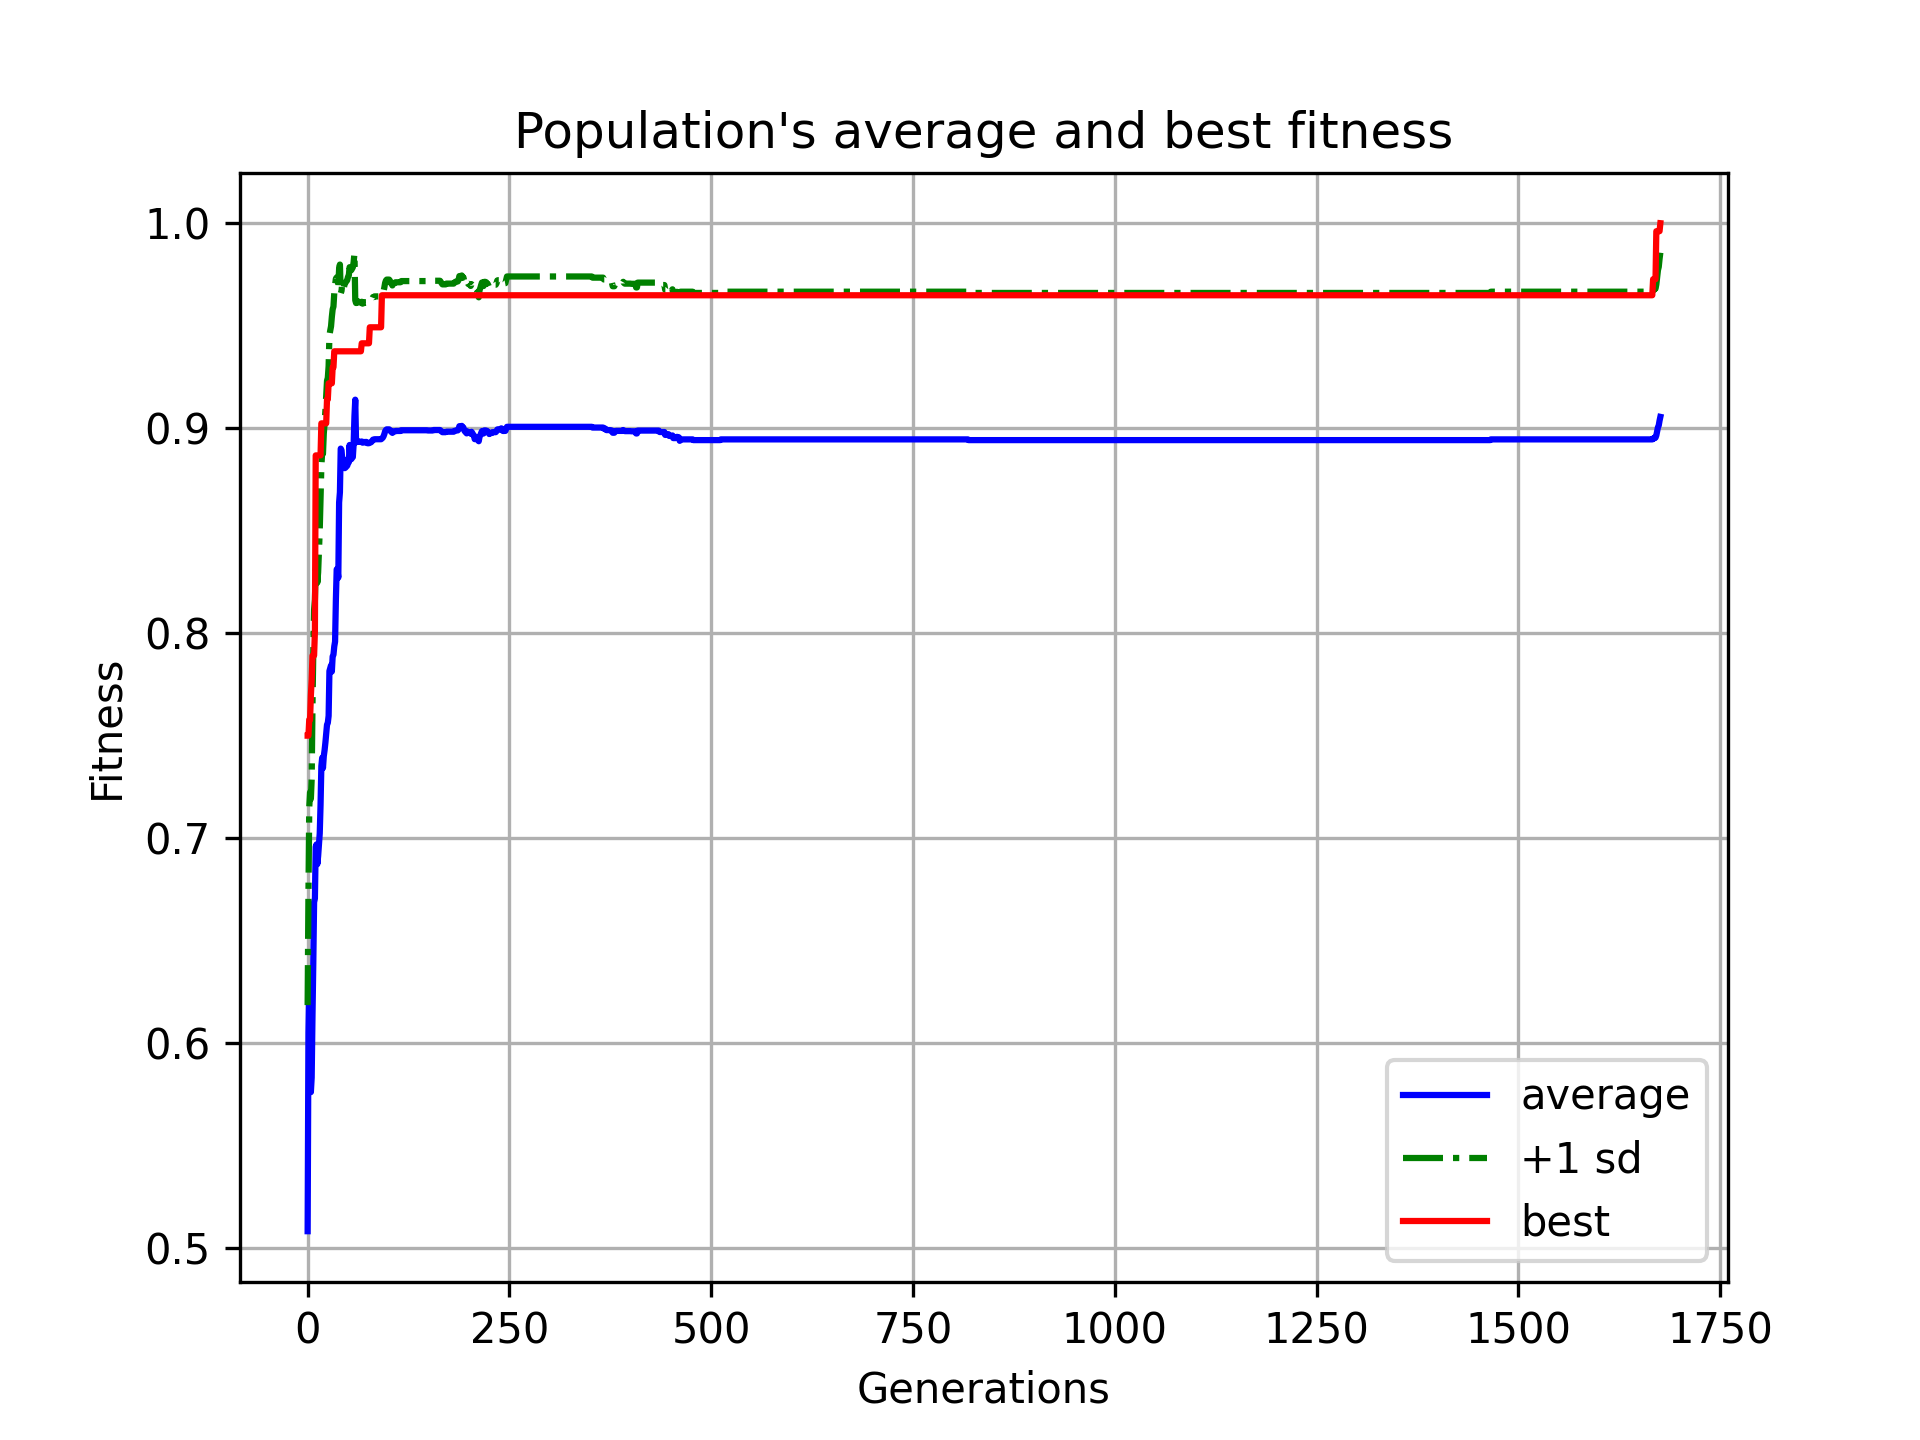 Population's average and best fitness
1.0
0.9
0.8
0.7
0.6
0.5
Fitness
average
+1 sd
best
0 250 500 750 1000 1250 1500 1750
Generations